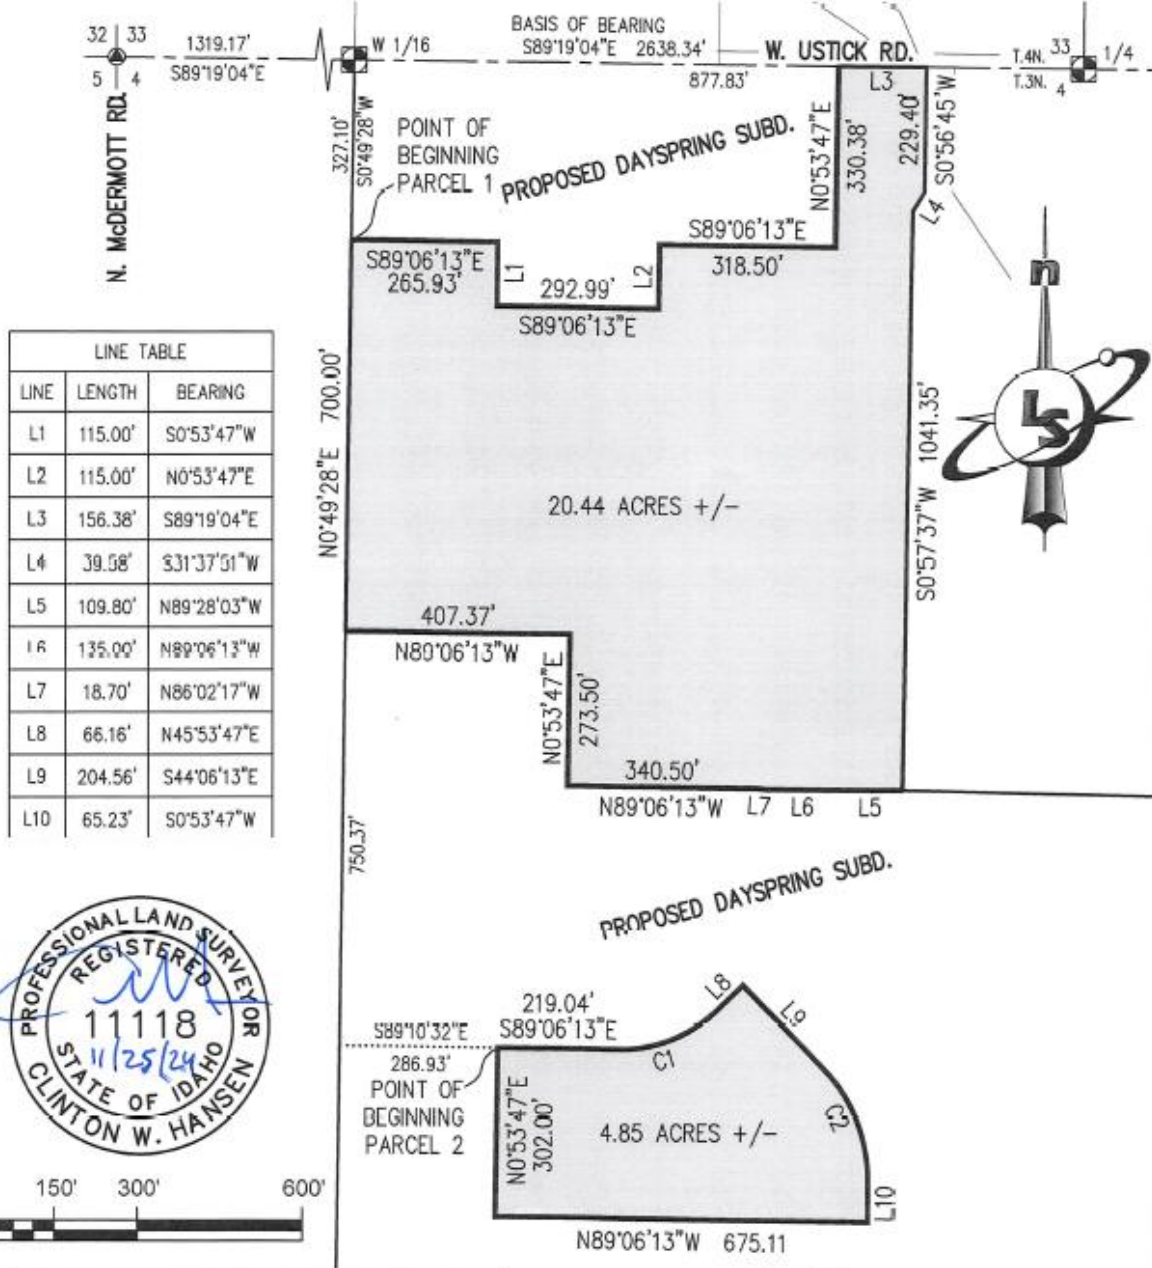 BASIS OF BEARING
S89°19'04"E 2638.34'
32 33
5 4
1319.17'
S89°19'04"E
W 1/16
W. USTICK RD.
877.83'
T.4N. 33 1/4
T.3N. 4
N. McDERMOTT RD.
327.10'
S0°49'28"W
POINT OF
BEGINNING
PARCEL 1
PROPOSED DAYSPRING SUBD.
N0°53'47"E
330.38'
L3
229.40'
S0°56'45"W
L4
S89°06'13"E
265.93'
L1
292.99'
S89°06'13"E
L2
S89°06'13"E
318.50'
n
LS
N0°49'28"E 700.00'
20.44 ACRES +/-
S0°57'37"W 1041.35'
LINE TABLE
LINE LENGTH BEARING
L1 115.00' S0°53'47"W
L2 115.00' N0°53'47"E
L3 156.38' S89°19'04"E
L4 39.58' S31°37'51"W
L5 109.80' N89°28'03"W
L6 135.00' N89°06'13"W
L7 18.70' N86°02'17"W
L8 66.16' N45°53'47"E
L9 204.56' S44°06'13"E
L10 65.23' S0°53'47"W
407.37'
N89°06'13"W
N0°53'47"E
273.50'
340.50'
N89°06'13"W L7 L6 L5
750.37'
PROPOSED DAYSPRING SUBD.
PROFESSIONAL LAND SURVEYOR
REGISTERED
11118
11/25/24
STATE OF IDAHO
CLINTON W. HANSEN
S89°10'32"E
286.93'
219.04'
S89°06'13"E
C1
L8
L9
C2
L10
POINT OF
BEGINNING
PARCEL 2
N0°53'47"E
302.00'
4.85 ACRES +/-
N89°06'13"W 675.11
150' 300' 600'